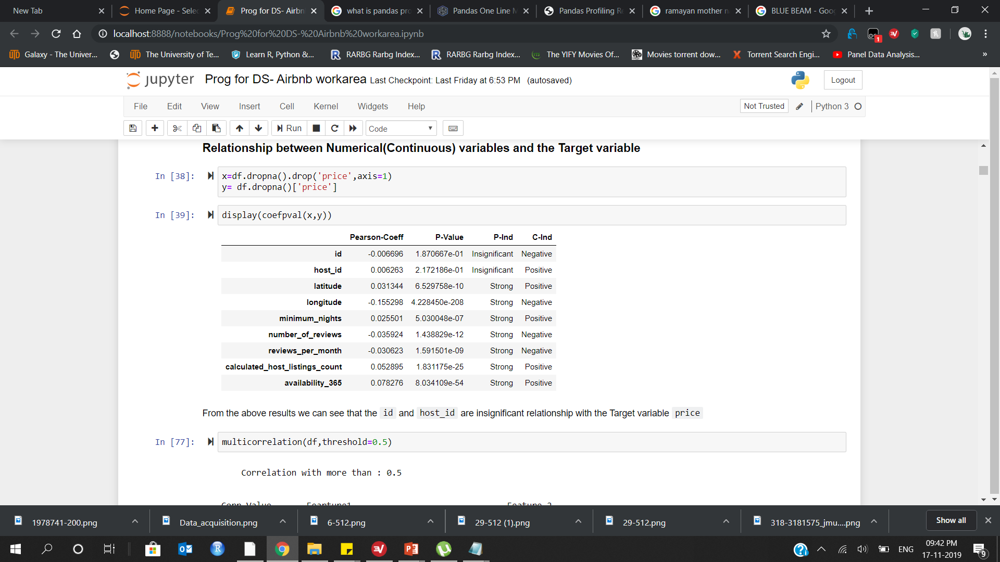 New Tab
Home Page - Selec
Prog for DS- Airbn
what is pandas pro
Pandas One Line M
Pandas Profiling Re
ramayan mother n
BLUE BEAM - Goog
localhost:8888/notebooks/Prog%20for%20DS-%20Airbnb%20workarea.ipynb
1
Galaxy - The Univer...
The University of Te...
Learn R, Python &...
RARBG Rarbg Index...
RARBG Rarbg Index...
The YIFY Movies Of...
Movies torrent dow...
Torrent Search Engi...
Panel Data Analysis...
»
jupyter Prog for DS- Airbnb workarea Last Checkpoint: Last Friday at 6:53 PM (autosaved)
Logout
File Edit View Insert Cell Kernel Widgets Help
Not Trusted
Python 3
Run
Code
Relationship between Numerical(Continuous) variables and the Target variable
In [38]: x=df.dropna().drop('price',axis=1)
y= df.dropna()['price']
In [39]: display(coefpval(x,y))
Pearson-Coeff P-Value P-Ind C-Ind
id -0.006696 1.870667e-01 Insignificant Negative
host_id 0.006263 2.172186e-01 Insignificant Positive
latitude 0.031344 6.529758e-10 Strong Positive
longitude -0.155298 4.228450e-208 Strong Negative
minimum_nights 0.025501 5.030048e-07 Strong Positive
number_of_reviews -0.035924 1.438829e-12 Strong Negative
reviews_per_month -0.030623 1.591501e-09 Strong Negative
calculated_host_listings_count 0.052895 1.831175e-25 Strong Positive
availability_365 0.078276 8.034109e-54 Strong Positive
From the above results we can see that the id and host_id are insignificant relationship with the Target variable price
In [77]: multicorrelation(df,threshold=0.5)
Correlation with more than : 0.5
1978741-200.png
Data_acquisition.png
6-512.png
29-512 (1).png
29-512.png
318-3181575_jmu....png
Show all
ENG
09:42 PM
17-11-2019
9